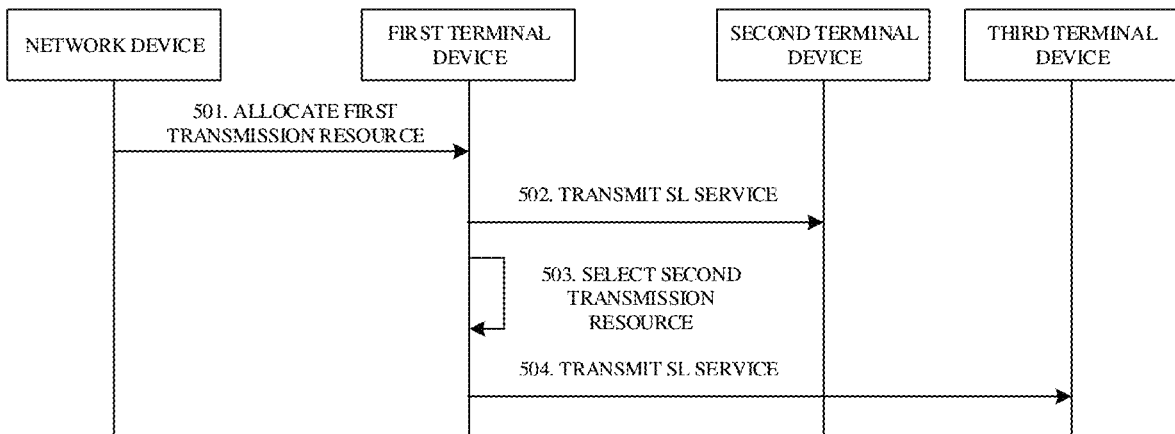 NETWORK DEVICE
FIRST TERMINAL
DEVICE
SECOND TERMINAL
DEVICE
THIRD TERMINAL
DEVICE
501. ALLOCATE FIRST
TRANSMISSION RESOURCE
502. TRANSMIT SL SERVICE
503. SELECT SECOND
TRANSMISSION
RESOURCE
504. TRANSMIT SL SERVICE